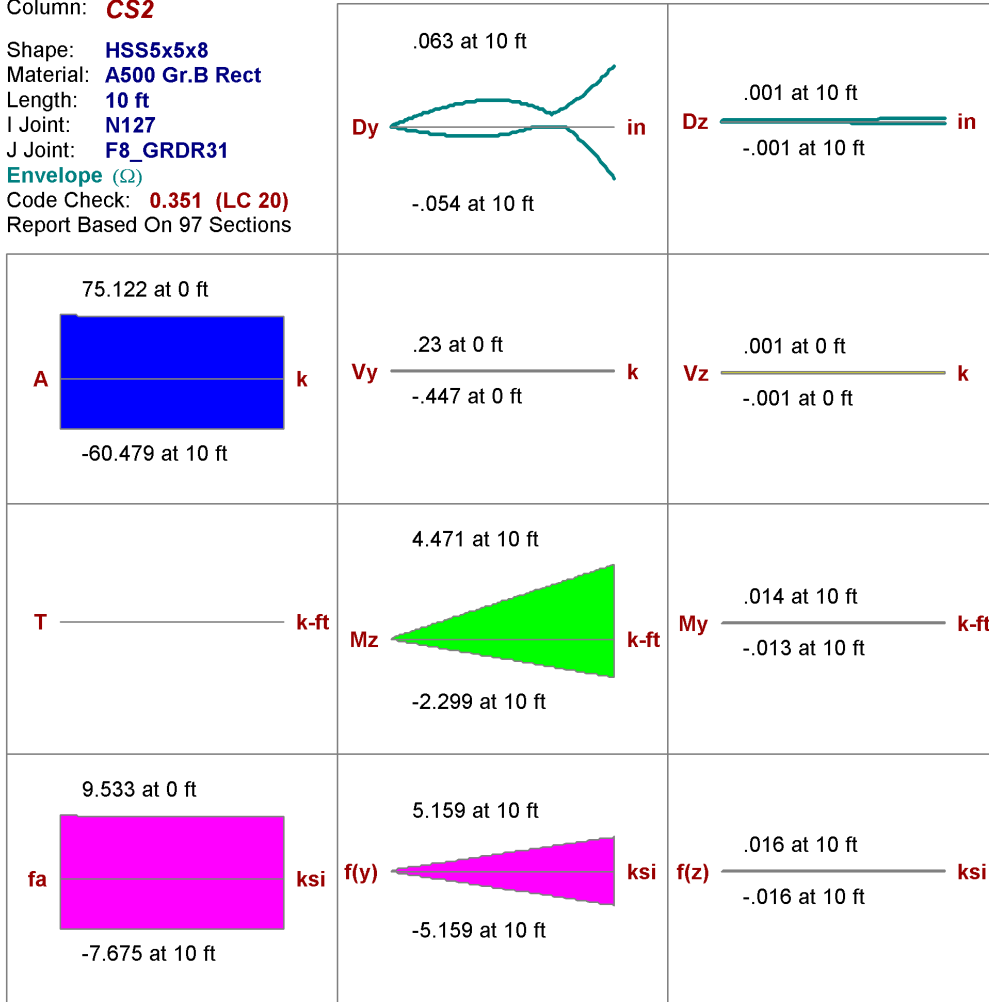 Column: CS2
Shape: HSS5x5x8
Material: A500 Gr.B Rect
Length: 10 ft
I Joint: N127
J Joint: F8_GRDR31
Envelope (Ω)
Code Check: 0.351 (LC 20)
Report Based On 97 Sections
.063 at 10 ft
Dy in
-.054 at 10 ft
.001 at 10 ft
Dz in
-.001 at 10 ft
75.122 at 0 ft
A k
-60.479 at 10 ft
.23 at 0 ft
Vy k
-.447 at 0 ft
.001 at 0 ft
Vz k
-.001 at 0 ft
T k-ft
4.471 at 10 ft
Mz k-ft
-2.299 at 10 ft
.014 at 10 ft
My k-ft
-.013 at 10 ft
9.533 at 0 ft
fa ksi
-7.675 at 10 ft
5.159 at 10 ft
f(y) ksi
-5.159 at 10 ft
.016 at 10 ft
f(z) ksi
-.016 at 10 ft